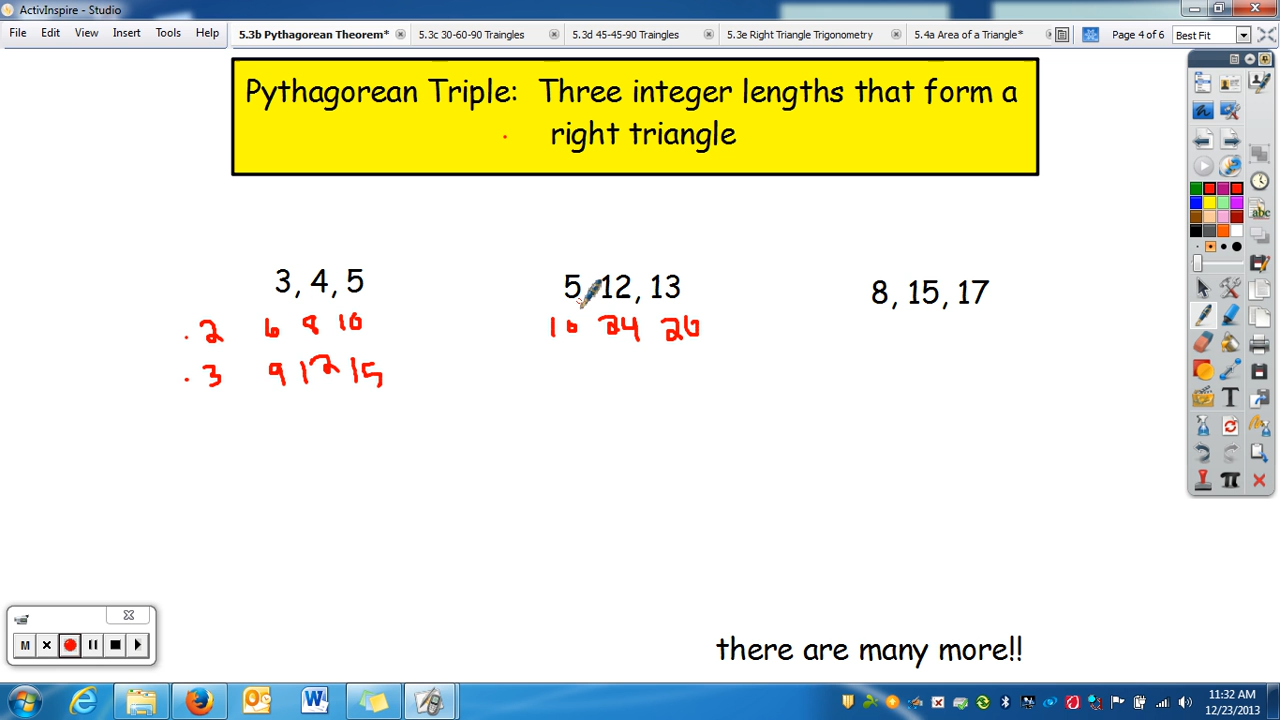 ActivInspire - Studio
File Edit View Insert Tools Help
5.3b Pythagorean Theorem* 5.3c 30-60-90 Traingles 5.3d 45-45-90 Traingles 5.3e Right Triangle Trigonometry 5.4a Area of a Triangle* Page 4 of 6 Best Fit
Pythagorean Triple: Three integer lengths that form a
right triangle
3, 4, 5 5, 12, 13 8, 15, 17
· 2 6 8 10 10 24 26
· 3 9 12 15
there are many more!!
M
11:32 AM
12/23/2013